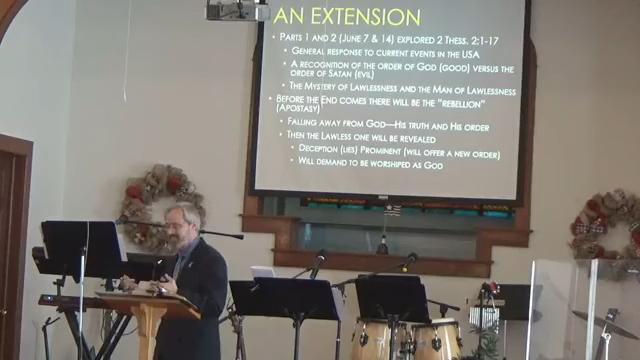 AN EXTENSION
• PARTS 1 AND 2 (JUNE 7 & 14) EXPLORED 2 THESS. 2:1-17
• GENERAL RESPONSE TO CURRENT EVENTS IN THE USA
• A RECOGNITION OF THE ORDER OF GOD (GOOD) VERSUS THE
ORDER OF SATAN (EVIL)
• THE MYSTERY OF LAWLESSNESS AND THE MAN OF LAWLESSNESS
• BEFORE THE END COMES THERE WILL BE THE "REBELLION"
(APOSTASY)
• FALLING AWAY FROM GOD—HIS TRUTH AND HIS ORDER
• THEN THE LAWLESS ONE WILL BE REVEALED
• DECEPTION (LIES) PROMINENT (WILL OFFER A NEW ORDER)
• WILL DEMAND TO BE WORSHIPED AS GOD